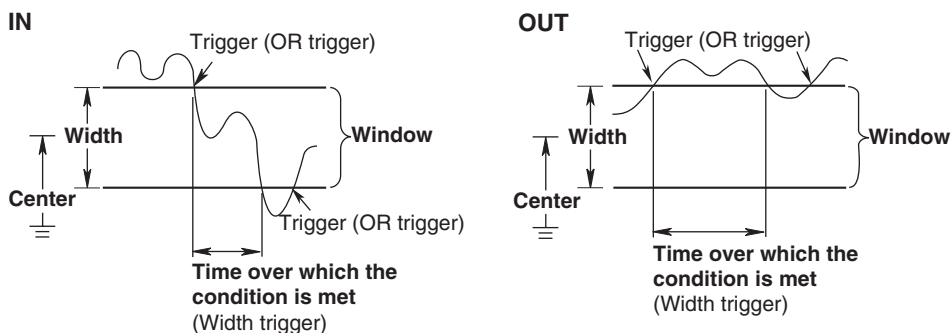 IN
Trigger (OR trigger)
Width
Window
Center
Trigger (OR trigger)
Time over which the
condition is met
(Width trigger)
OUT
Trigger (OR trigger)
Width
Window
Center
Time over which the
condition is met
(Width trigger)